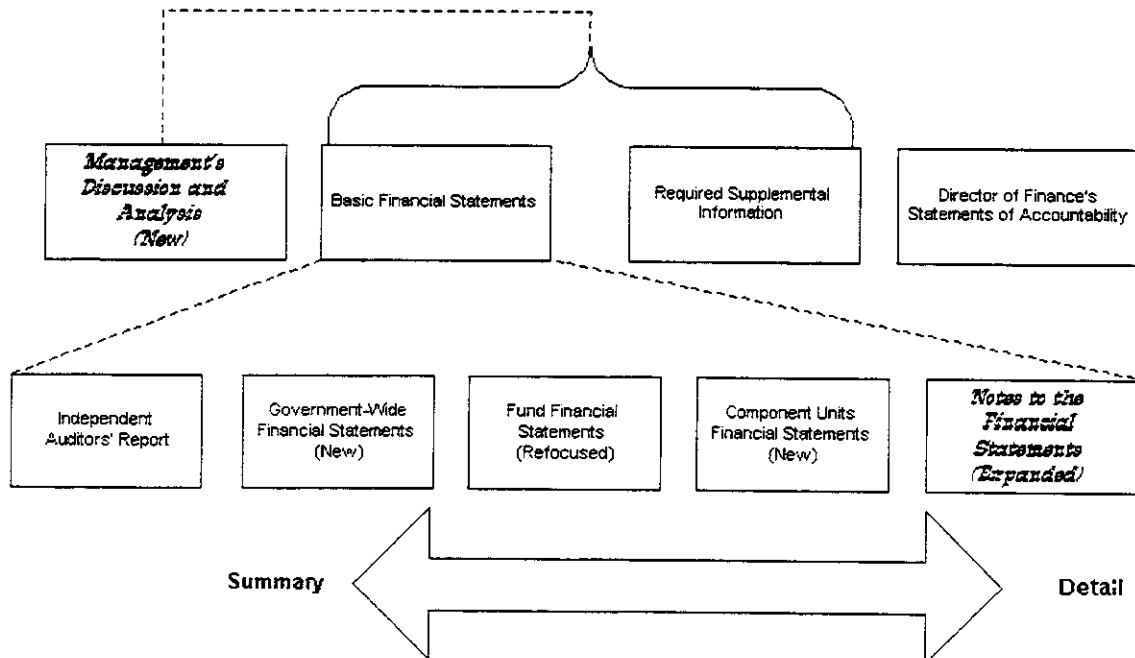 Management's
Discussion and
Analysis
(New)
Basic Financial Statements
Required Supplemental
Information
Director of Finance's
Statements of Accountability
Independent
Auditors' Report
Government-Wide
Financial Statements
(New)
Fund Financial
Statements
(Refocused)
Component Units
Financial Statements
(New)
Notes to the
Financial
Statements
(Expanded)
Summary
Detail